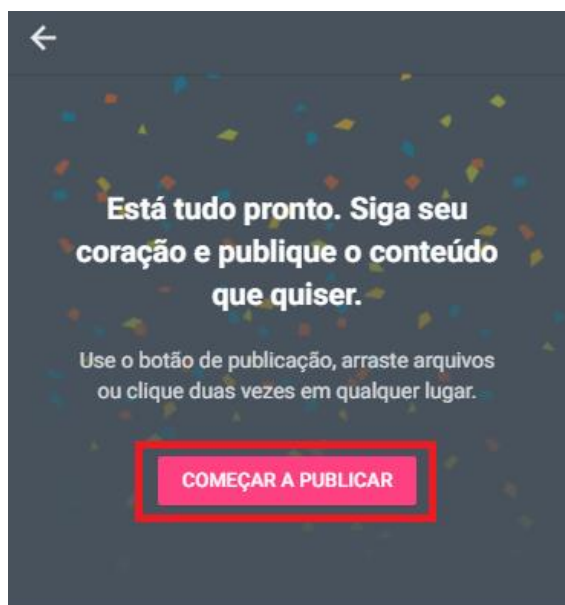 Está tudo pronto. Siga seu
coração e publique o conteúdo
que quiser.
Use o botão de publicação, arraste arquivos
ou clique duas vezes em qualquer lugar.
COMEÇAR A PUBLICAR